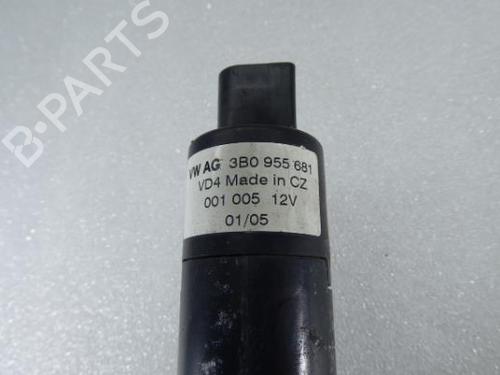 B-PARTS
VW AG 3B0 955 681
VD4 Made in CZ
001 005 12V
01/05